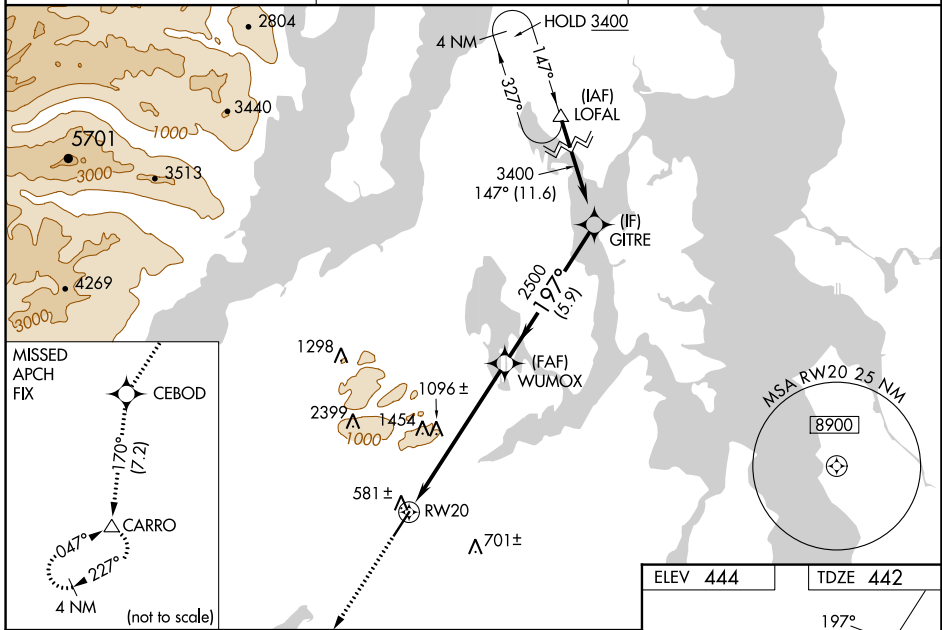 2804
HOLD 3400
4 NM
147°
327°
(IAF)
LOFAL
3440
1000
5701
3000
3513
3400
147° (11.6)
(IF)
GITRE
4269
3000
2500
197°
(5.9)
MISSED
APCH
FIX
CEBOD
170°
(7.2)
CARRO
047°
227°
4 NM
(not to scale)
1298
(FAF)
WUMOX
1096 ±
2399
1454
1000
581 ±
RW20
701±
MSA RW20 25 NM
8900
ELEV 444
TDZE 442
197°